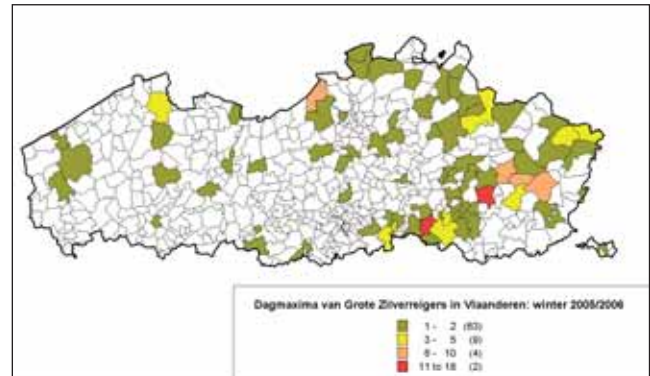 Dagmaxima van Grote Zilverreigers in Vlaanderen: winter 2005/2006
1 - 2 (63)
3 - 5 (9)
6 - 10 (4)
11 to 18 (2)